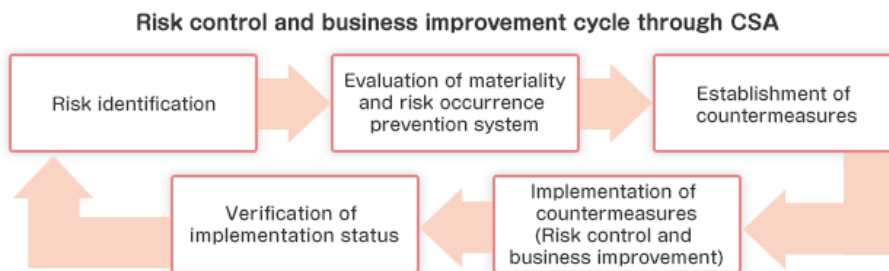 Risk control and business improvement cycle through CSA
Risk identification
Evaluation of materiality
and risk occurrence
prevention system
Establishment of
countermeasures
Implementation of
countermeasures
(Risk control and
business improvement)
Verification of
implementation status